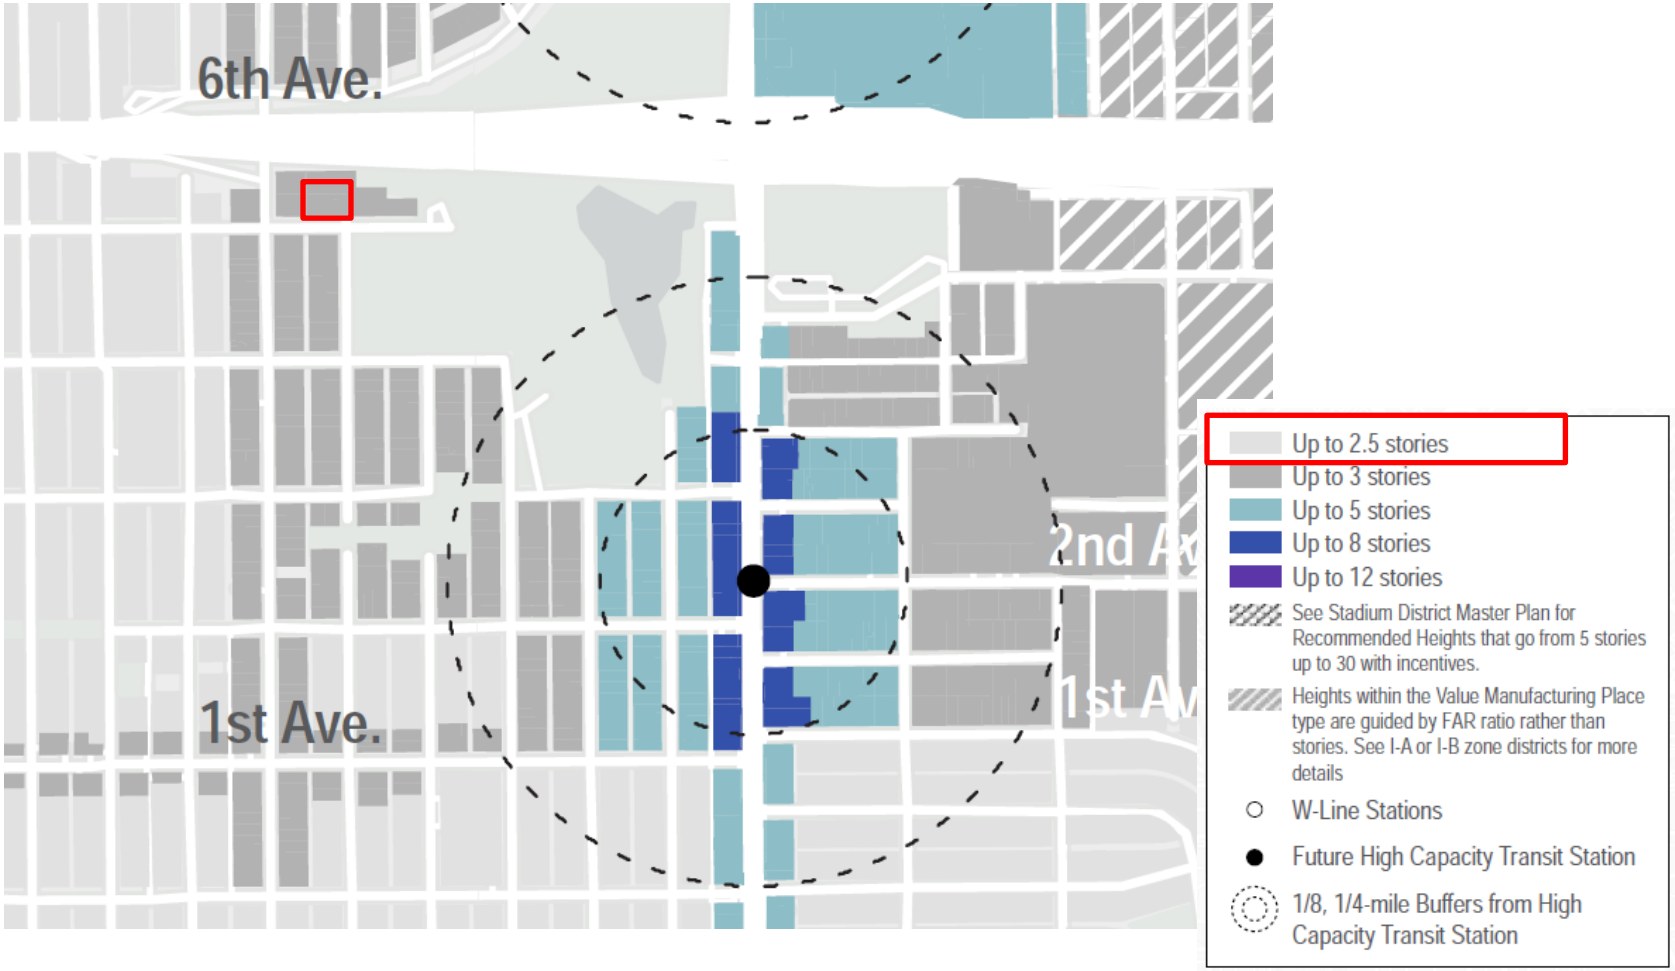 6th Ave.
2nd Av
1st Ave.
1st Av
Up to 2.5 stories
Up to 3 stories
Up to 5 stories
Up to 8 stories
Up to 12 stories
See Stadium District Master Plan for
Recommended Heights that go from 5 stories
up to 30 with incentives.
Heights within the Value Manufacturing Place
type are guided by FAR ratio rather than
stories. See I-A or I-B zone districts for more
details
W-Line Stations
Future High Capacity Transit Station
1/8, 1/4-mile Buffers from High
Capacity Transit Station